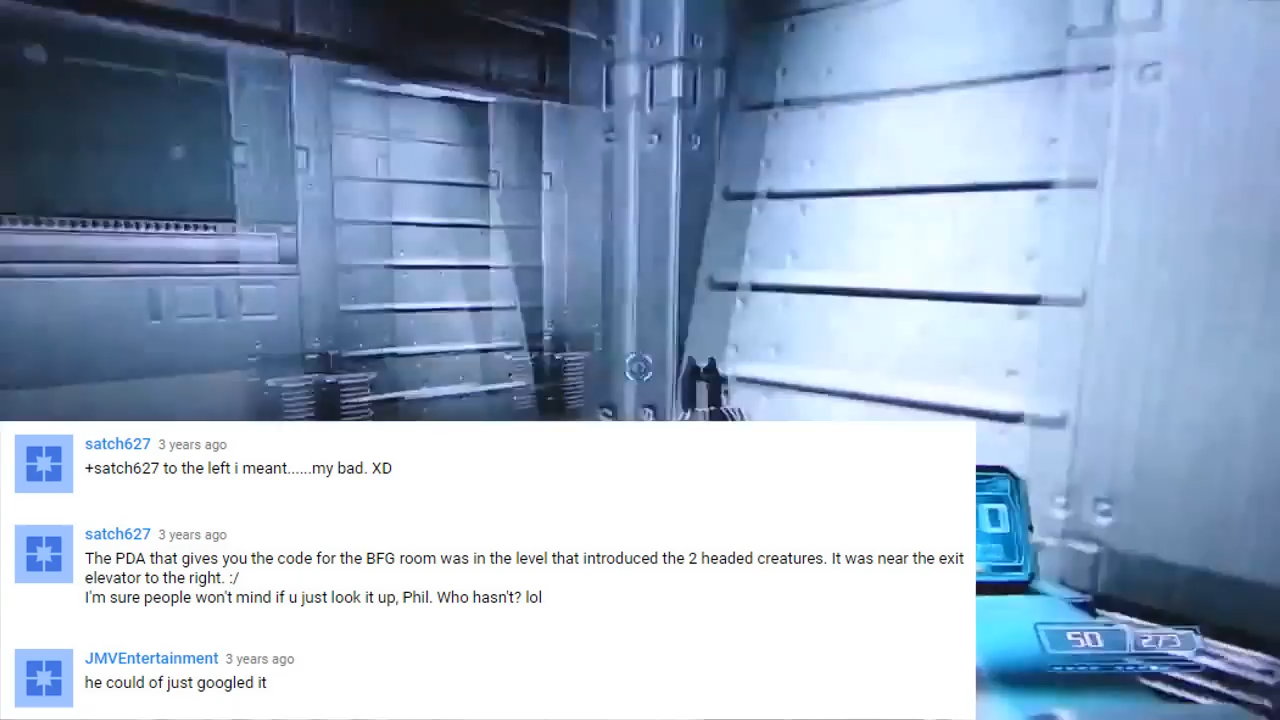 satch627 3 years ago
+satch627 to the left i meant......my bad. XD
satch627 3 years ago
The PDA that gives you the code for the BFG room was in the level that introduced the 2 headed creatures. It was near the exit
elevator to the right. :/
I'm sure people won't mind if u just look it up, Phil. Who hasn't? lol
JMVEntertainment 3 years ago
he could of just googled it
50 273